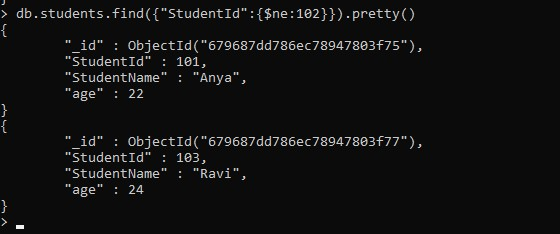 > db.students.find({"StudentId":{$ne:102}}).pretty()
{
        "_id" : ObjectId("679687dd786ec78947803f75"),
        "StudentId" : 101,
        "StudentName" : "Anya",
        "age" : 22
}
{
        "_id" : ObjectId("679687dd786ec78947803f77"),
        "StudentId" : 103,
        "StudentName" : "Ravi",
        "age" : 24
}
>